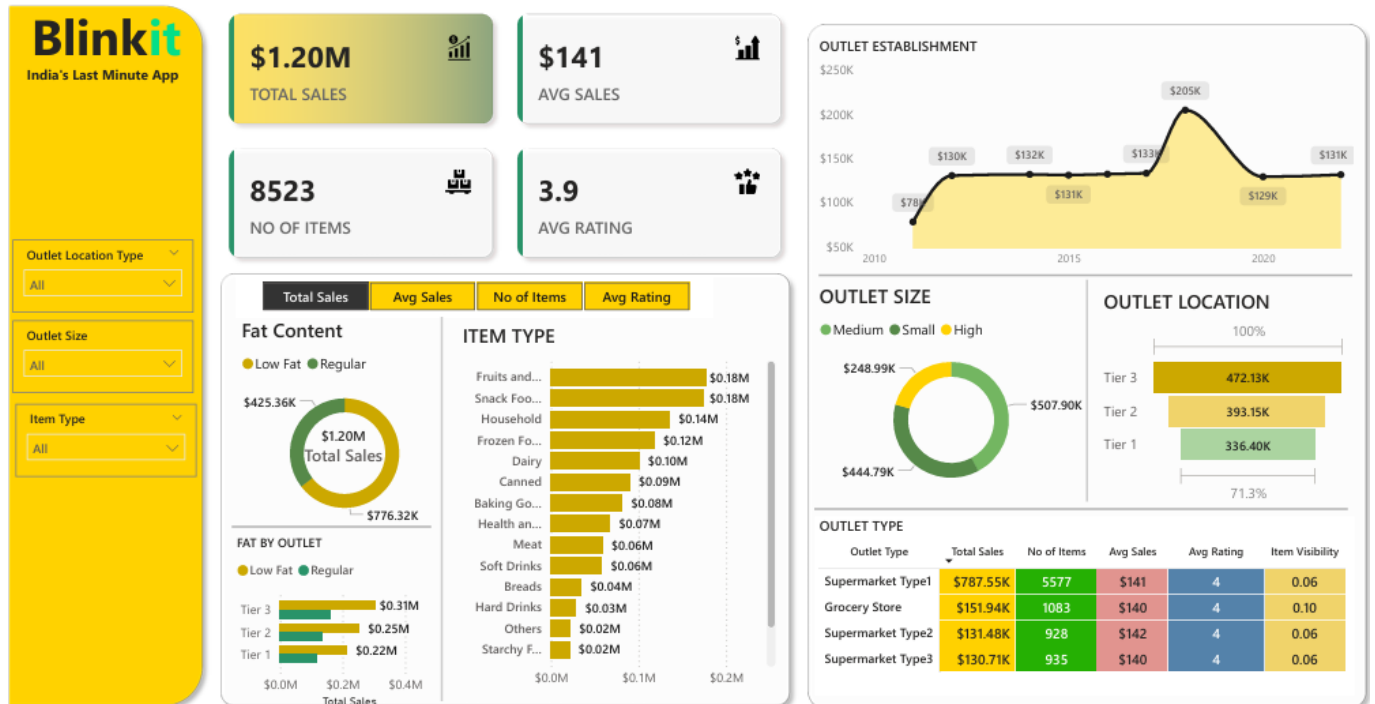 Blinkit
India's Last Minute App
Outlet Location Type
All
Outlet Size
All
Item Type
All
$1.20M
TOTAL SALES
$141
AVG SALES
8523
NO OF ITEMS
3.9
AVG RATING
Total Sales Avg Sales No of Items Avg Rating
Fat Content
Low Fat Regular
$425.36K
$1.20M
Total Sales
$776.32K
FAT BY OUTLET
Low Fat Regular
Tier 3 $0.31M
Tier 2 $0.25M
Tier 1 $0.22M
$0.0M $0.2M $0.4M
Total Sales
ITEM TYPE
Fruits and... $0.18M
Snack Foo... $0.18M
Household $0.14M
Frozen Fo... $0.12M
Dairy $0.10M
Canned $0.09M
Baking Go... $0.08M
Health an... $0.07M
Meat $0.06M
Soft Drinks $0.06M
Breads $0.04M
Hard Drinks $0.03M
Others $0.02M
Starchy F... $0.02M
$0.0M $0.1M $0.2M
OUTLET ESTABLISHMENT
$250K
$200K
$150K
$100K
$50K
$78K
$130K
$132K
$131K
$133K
$205K
$129K
$131K
2010 2015 2020
OUTLET SIZE
Medium Small High
$248.99K
$507.90K
$444.79K
OUTLET LOCATION
100%
Tier 3 472.13K
Tier 2 393.15K
Tier 1 336.40K
71.3%
OUTLET TYPE
Outlet Type Total Sales No of Items Avg Sales Avg Rating Item Visibility
Supermarket Type1 $787.55K 5577 $141 4 0.06
Grocery Store $151.94K 1083 $140 4 0.10
Supermarket Type2 $131.48K 928 $142 4 0.06
Supermarket Type3 $130.71K 935 $140 4 0.06